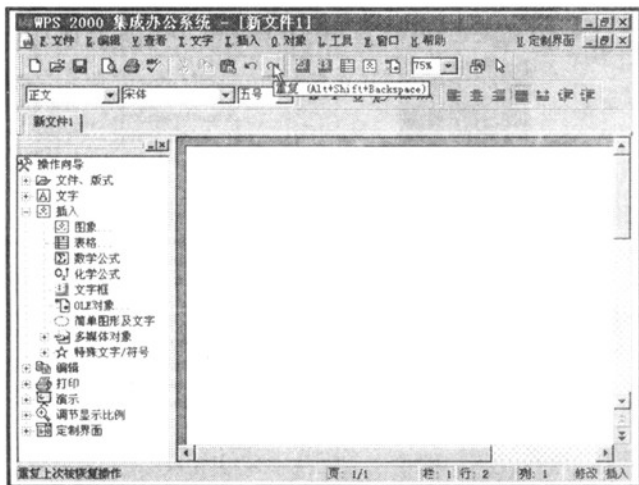 WPS 2000 集成办公系统 - [新文件1]
F.文件 E.编辑 V.查看 T.文字 I.插入 O.对象 L.工具 W.窗口 H.帮助 U.定制界面
75%
正文 宋体 五号
重复 (Alt+Shift+Backspace)
新文件1
操作向导
文件、版式
文字
插入
图象...
表格...
数学公式
化学公式
文字框
OLE对象...
简单图形及文字
多媒体对象
特殊文字/符号
编辑
打印
演示
调节显示比例
定制界面
重复上次被恢复操作 页: 1/1 栏: 1 行: 2 列: 1 修改 插入